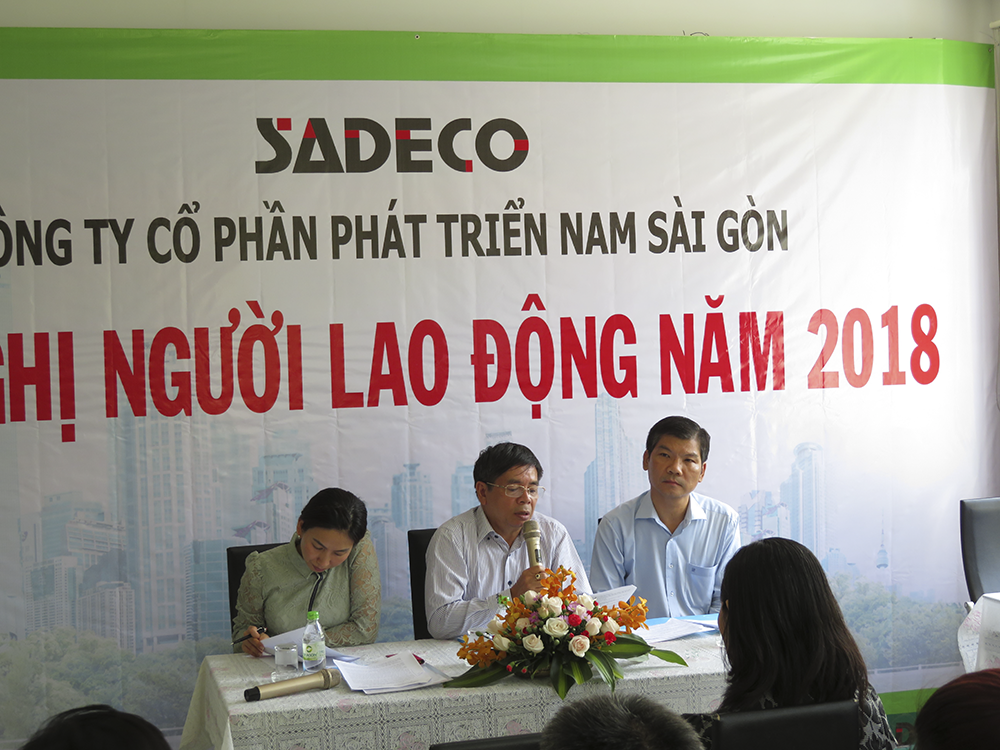 SADECO
ÔNG TY CỔ PHẦN PHÁT TRIỂN NAM SÀI GÒN
GHỊ NGƯỜI LAO ĐỘNG NĂM 2018